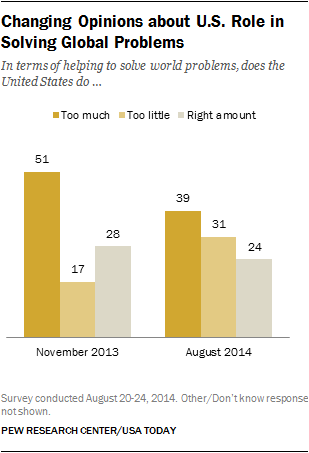 Changing Opinions about U.S. Role in
Solving Global Problems
In terms of helping to solve world problems, does the
United States do ...
Too much Too little Right amount
51
17
28
39
31
24
November 2013 August 2014
Survey conducted August 20-24, 2014. Other/Don't know response
not shown.
PEW RESEARCH CENTER/USA TODAY